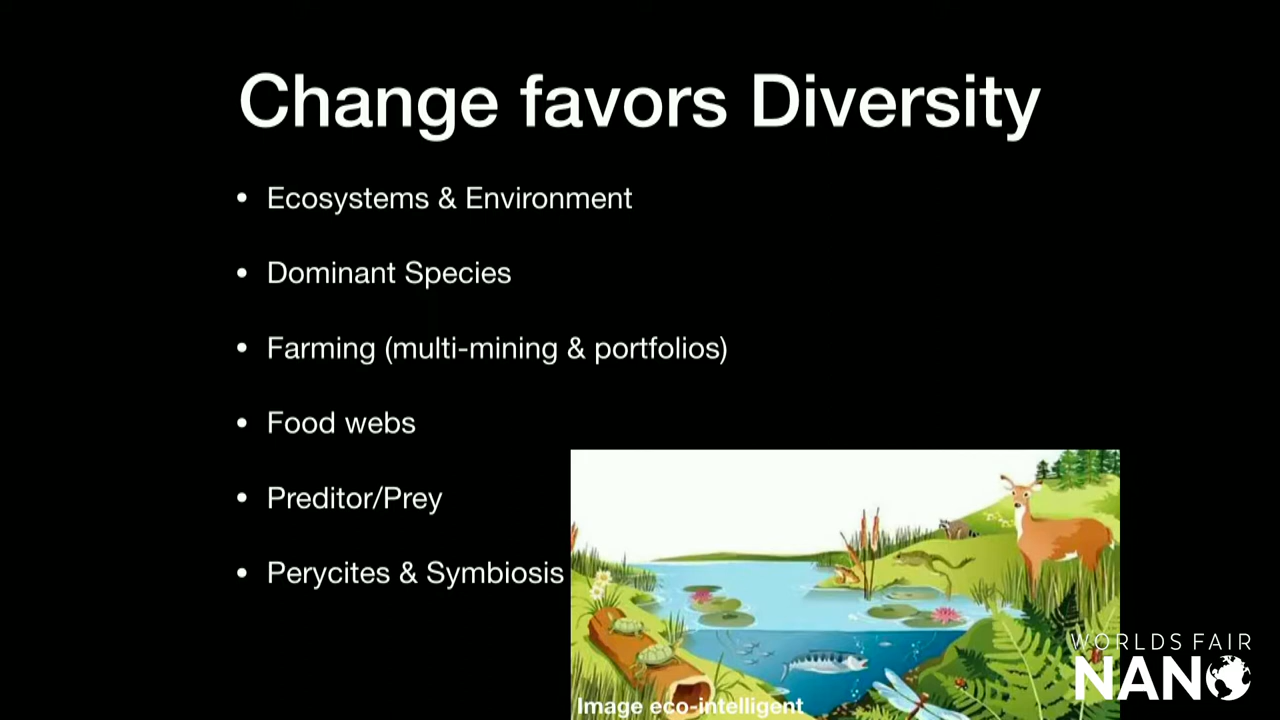 Change favors Diversity
• Ecosystems & Environment
• Dominant Species
• Farming (multi-mining & portfolios)
• Food webs
• Preditor/Prey
• Perycites & Symbiosis
Image eco-intelligent
WORLDS FAIR
NANO